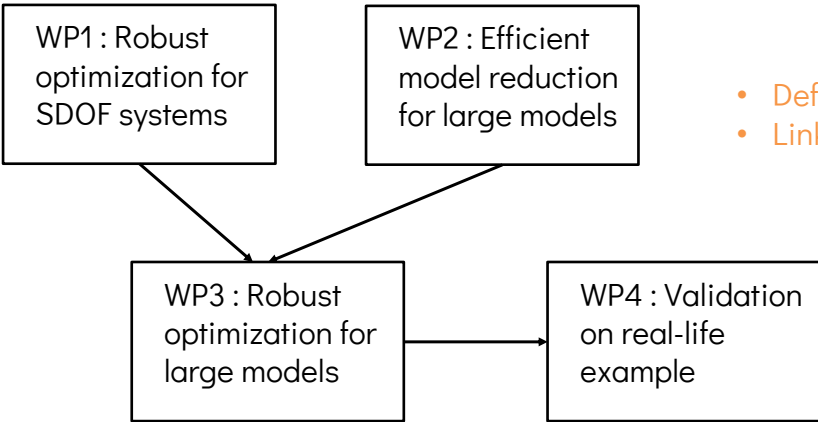 WP1 : Robust
optimization for
SDOF systems
WP2 : Efficient
model reduction
for large models
WP3 : Robust
optimization for
large models
WP4 : Validation
on real-life
example